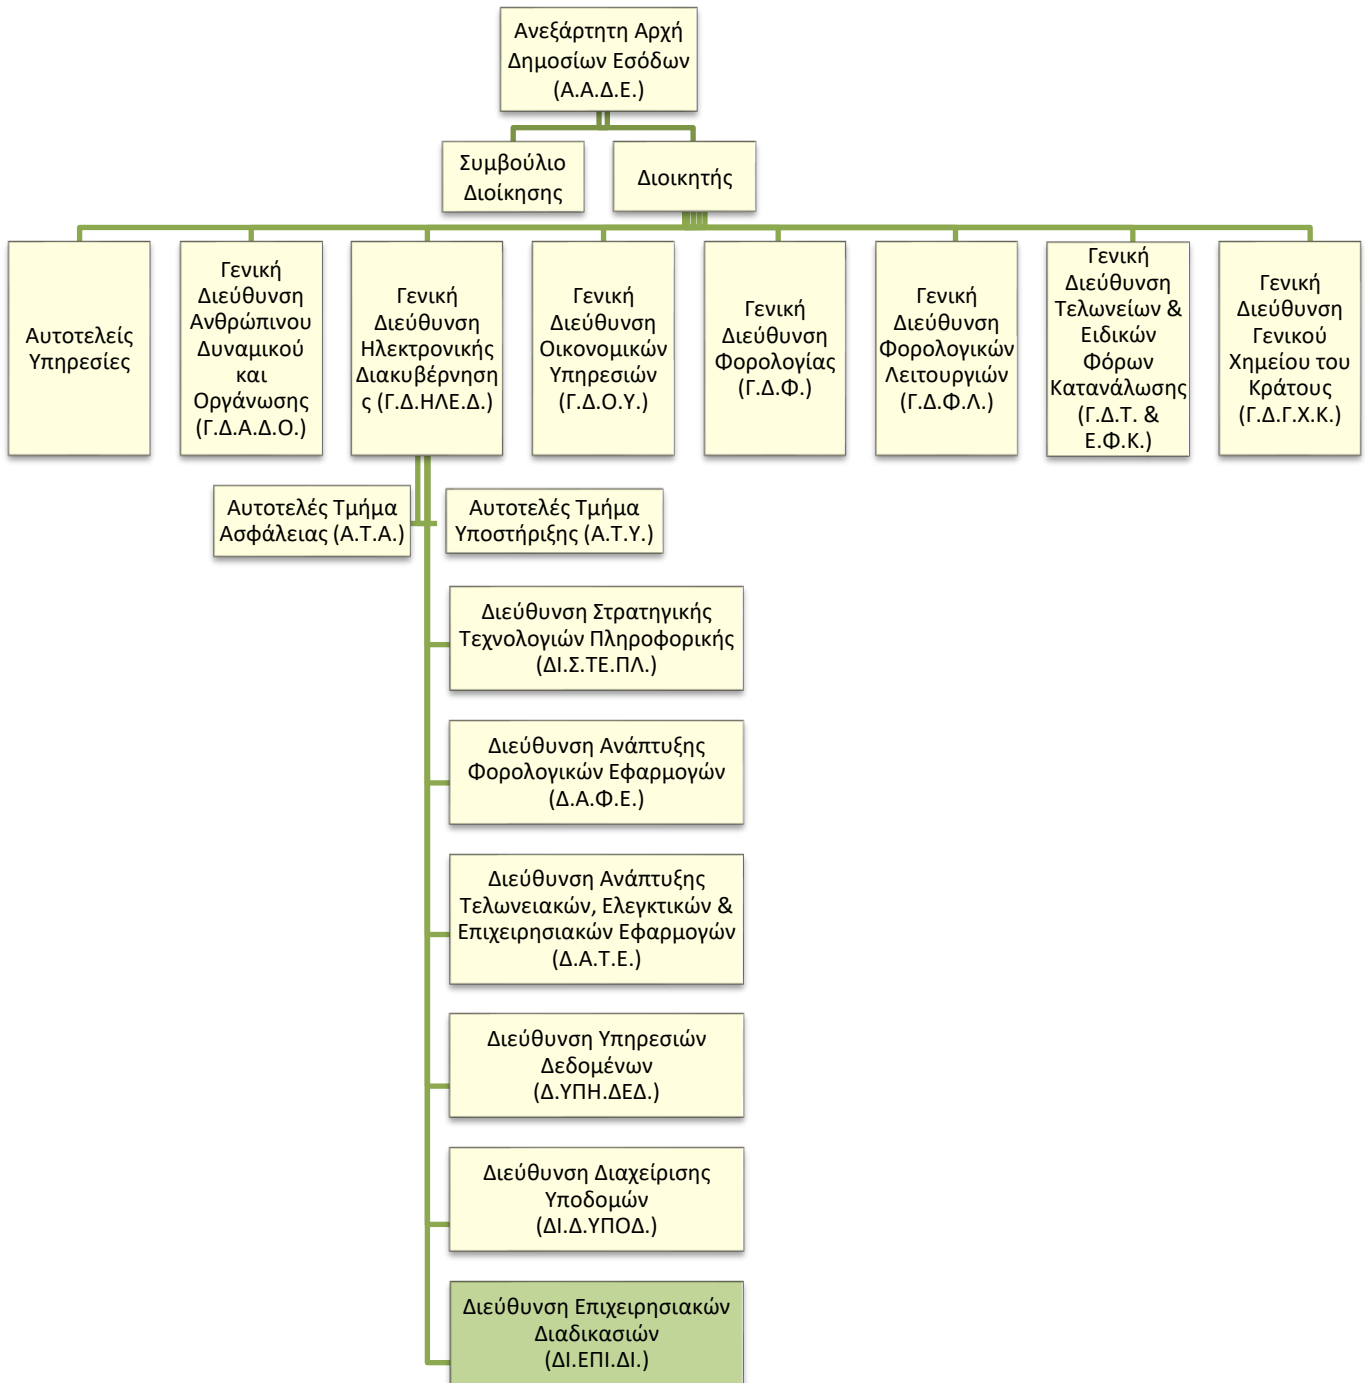 Ανεξάρτητη Αρχή
Δημοσίων Εσόδων
(Α.Α.Δ.Ε.)
Συμβούλιο
Διοίκησης
Διοικητής
Αυτοτελείς
Υπηρεσίες
Γενική
Διεύθυνση
Ανθρώπινου
Δυναμικού
και
Οργάνωσης
(Γ.Δ.Α.Δ.Ο.)
Γενική
Διεύθυνση
Ηλεκτρονικής
Διακυβέρνηση
ς (Γ.Δ.ΗΛΕ.Δ.)
Γενική
Διεύθυνση
Οικονομικών
Υπηρεσιών
(Γ.Δ.Ο.Υ.)
Γενική
Διεύθυνση
Φορολογίας
(Γ.Δ.Φ.)
Γενική
Διεύθυνση
Φορολογικών
Λειτουργιών
(Γ.Δ.Φ.Λ.)
Γενική
Διεύθυνση
Τελωνείων &
Ειδικών
Φόρων
Κατανάλωσης
(Γ.Δ.Τ. &
Ε.Φ.Κ.)
Γενική
Διεύθυνση
Γενικού
Χημείου του
Κράτους
(Γ.Δ.Γ.Χ.Κ.)
Αυτοτελές Τμήμα
Ασφάλειας (Α.Τ.Α.)
Αυτοτελές Τμήμα
Υποστήριξης (Α.Τ.Υ.)
Διεύθυνση Στρατηγικής
Τεχνολογιών Πληροφορικής
(ΔΙ.Σ.ΤΕ.ΠΛ.)
Διεύθυνση Ανάπτυξης
Φορολογικών Εφαρμογών
(Δ.Α.Φ.Ε.)
Διεύθυνση Ανάπτυξης
Τελωνειακών, Ελεγκτικών &
Επιχειρησιακών Εφαρμογών
(Δ.Α.Τ.Ε.)
Διεύθυνση Υπηρεσιών
Δεδομένων
(Δ.ΥΠΗ.ΔΕΔ.)
Διεύθυνση Διαχείρισης
Υποδομών
(ΔΙ.Δ.ΥΠΟΔ.)
Διεύθυνση Επιχειρησιακών
Διαδικασιών
(ΔΙ.ΕΠΙ.ΔΙ.)